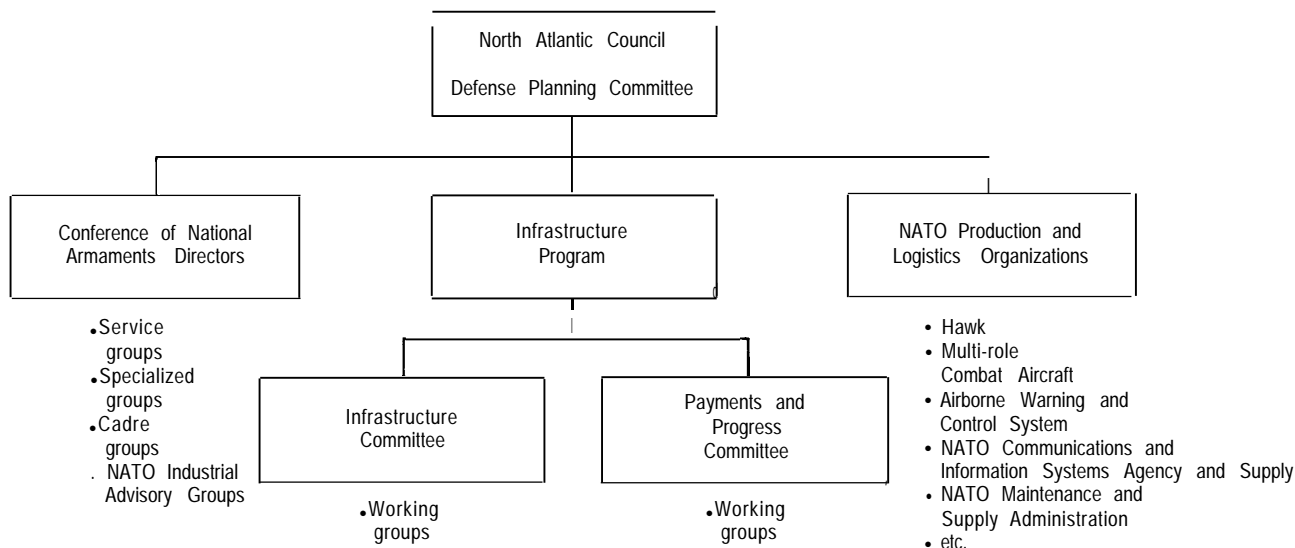 North Atlantic Council
Defense Planning Committee
Conference of National
Armaments Directors
Infrastructure
Program
NATO Production and
Logistics Organizations
•Service
groups
•Specialized
groups
•Cadre
groups
. NATO Industrial
Advisory Groups
Infrastructure
Committee
•Working
groups
Payments and
Progress
Committee
•Working
groups
• Hawk
• Multi-role
Combat Aircraft
• Airborne Warning and
Control System
• NATO Communications and
Information Systems Agency and Supply
• NATO Maintenance and
Supply Administration
• etc.